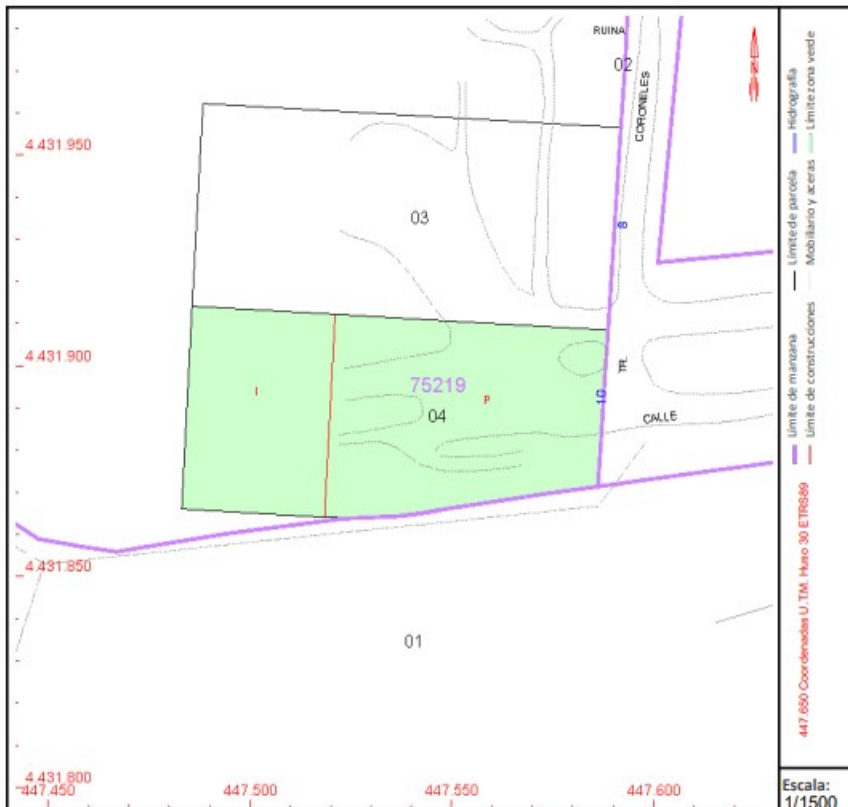 RUINA
02
CORONELES
4 431.950
03
8
4 431.900
TR.
75219
I
P
10
04
CALLE
4 431.850
01
4 431.800
447.450
447.500
447.550
447.600
Límite de manzana
Límite de parcela
Hidrografía
Límite de construcciones
Mobiliario y aceras
Límite zona verde
447.650 Coordenadas U.T.M. Huso 30 ETRS89
Escala:
1/1500